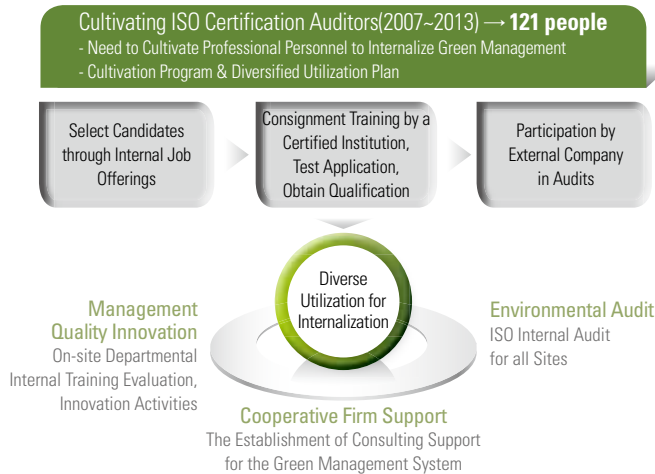 Cultivating ISO Certification Auditors(2007~2013) → 121 people
- Need to Cultivate Professional Personnel to Internalize Green Management
- Cultivation Program & Diversified Utilization Plan
Select Candidates
through Internal Job
Offerings
Consignment Training by a
Certified Institution,
Test Application,
Obtain Qualification
Participation by
External Company
in Audits
Diverse
Utilization for
Internalization
Management
Quality Innovation
On-site Departmental
Internal Training Evaluation,
Innovation Activities
Environmental Audit
ISO Internal Audit
for all Sites
Cooperative Firm Support
The Establishment of Consulting Support
for the Green Management System